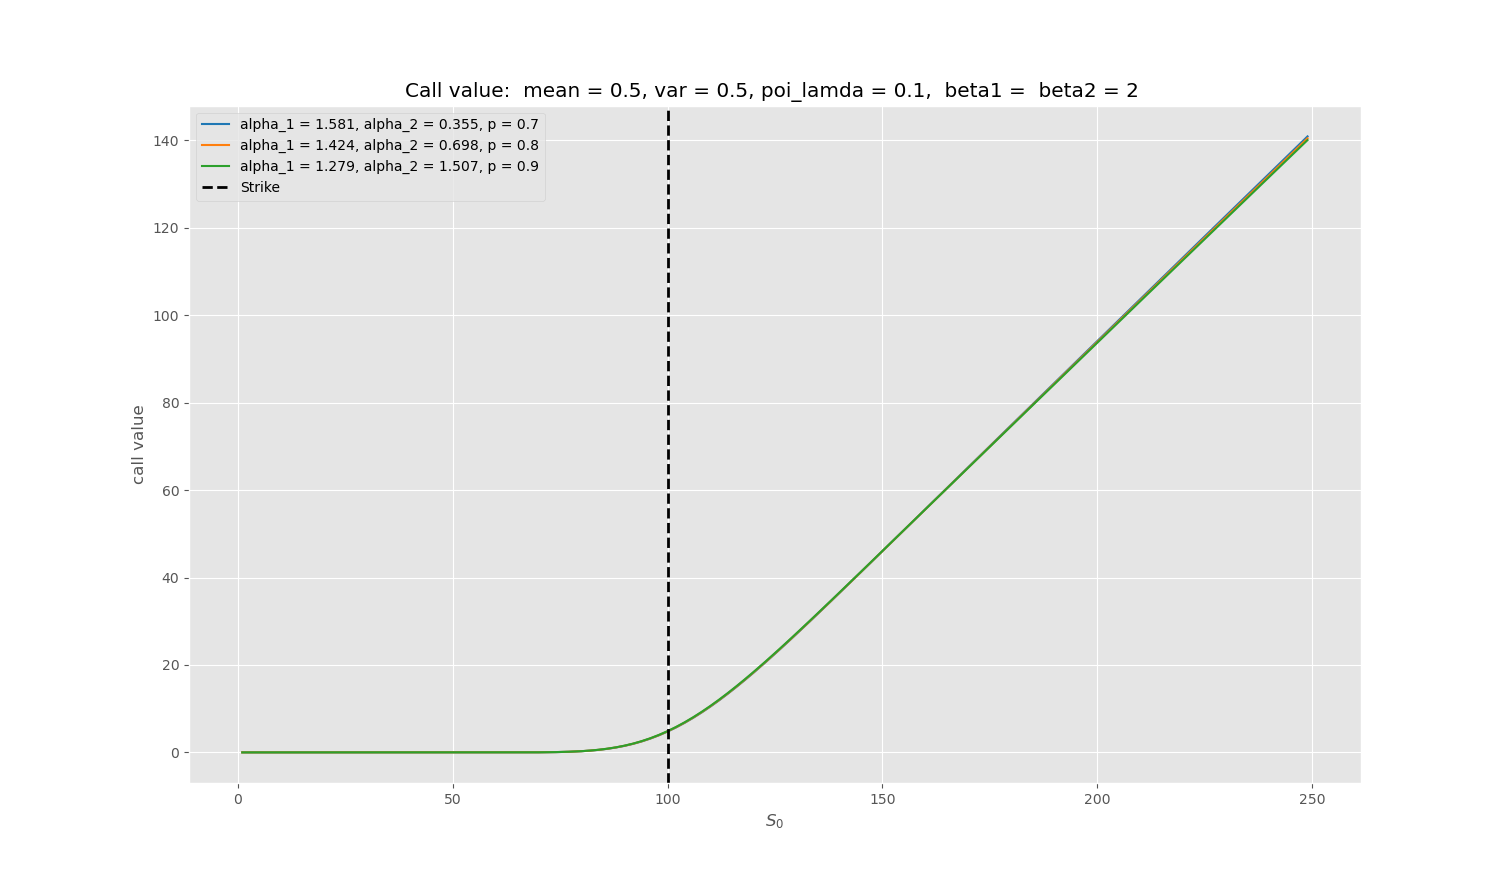 Call value:  mean = 0.5, var = 0.5, poi_lamda = 0.1,  beta1 =  beta2 = 2
alpha_1 = 1.581, alpha_2 = 0.355, p = 0.7
alpha_1 = 1.424, alpha_2 = 0.698, p = 0.8
alpha_1 = 1.279, alpha_2 = 1.507, p = 0.9
Strike
140
120
100
80
60
40
20
0
call value
0 50 100 150 200 250
S_0